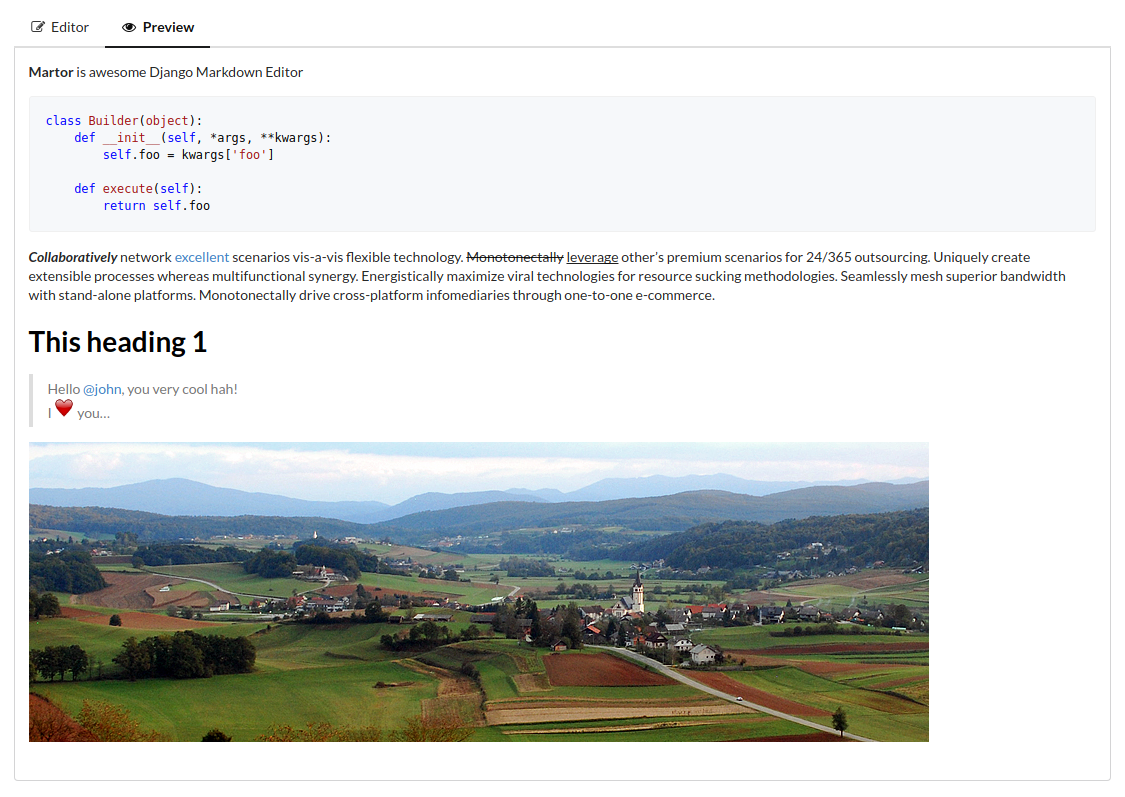 Editor Preview
Martor is awesome Django Markdown Editor
class Builder(object):
    def __init__(self, *args, **kwargs):
        self.foo = kwargs['foo']

    def execute(self):
        return self.foo
Collaboratively network excellent scenarios vis-a-vis flexible technology. Monotonectally leverage other's premium scenarios for 24/365 outsourcing. Uniquely create
extensible processes whereas multifunctional synergy. Energistically maximize viral technologies for resource sucking methodologies. Seamlessly mesh superior bandwidth
with stand-alone platforms. Monotonectally drive cross-platform infomediaries through one-to-one e-commerce.
This heading 1
Hello @john, you very cool hah!
I ❤ you...